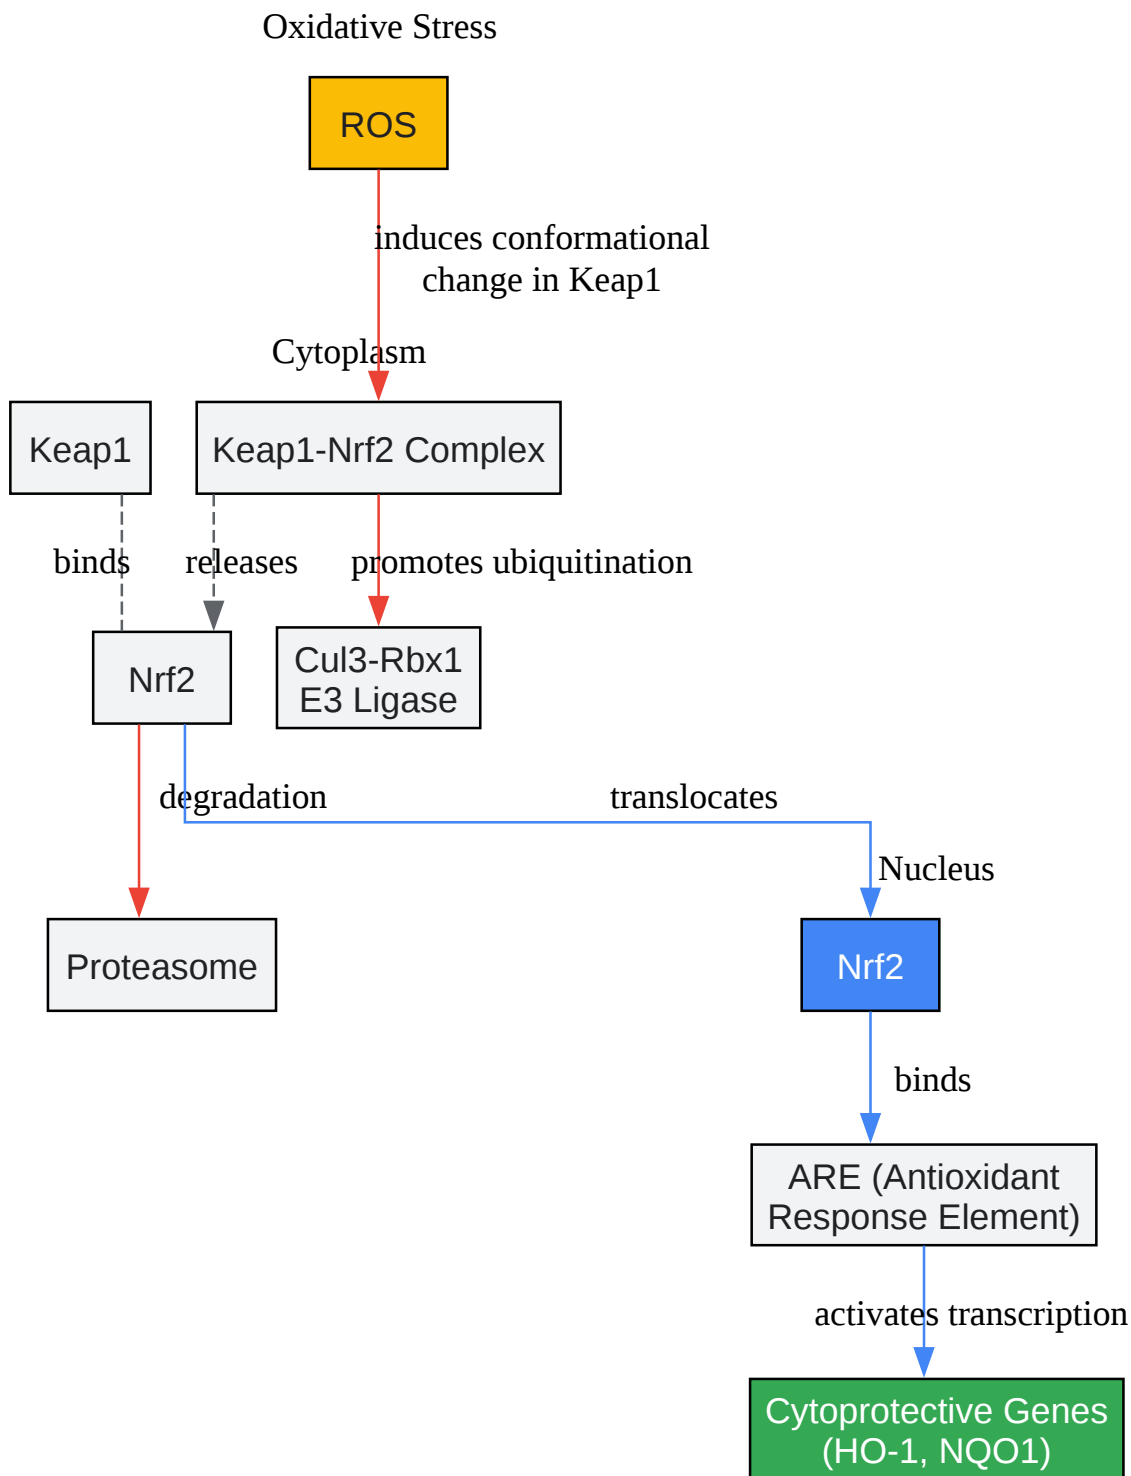 Oxidative Stress
ROS
induces conformational
change in Keap1
Cytoplasm
Keap1
Keap1-Nrf2 Complex
binds
releases
promotes ubiquitination
Nrf2
Cul3-Rbx1
E3 Ligase
degradation
translocates
Nucleus
Proteasome
Nrf2
binds
ARE (Antioxidant
Response Element)
activates transcription
Cytoprotective Genes
(HO-1, NQO1)